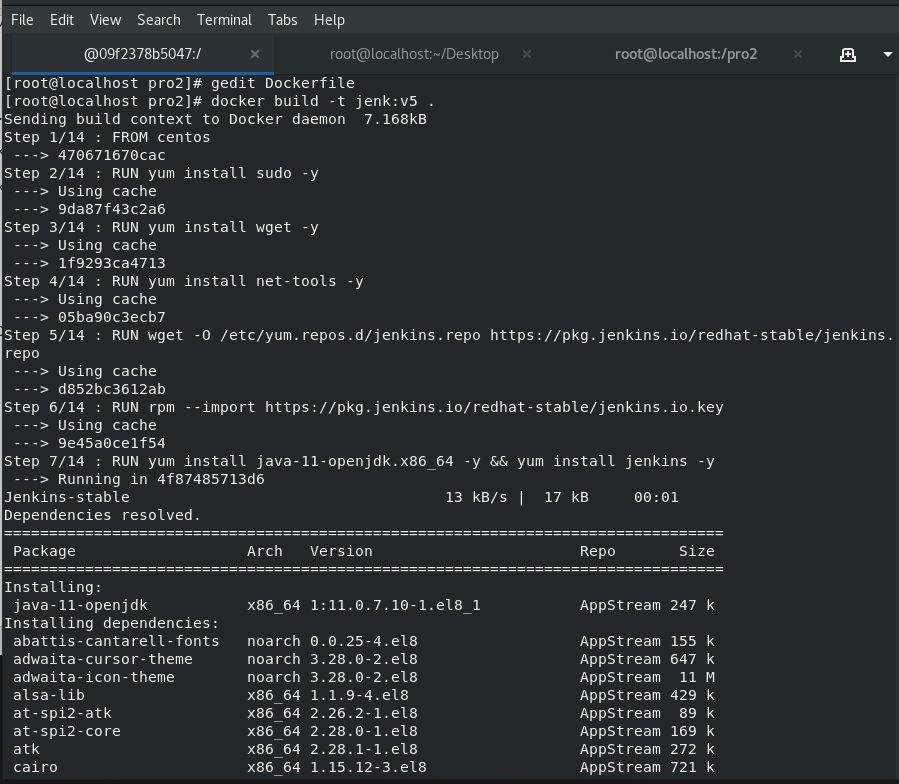 File Edit View Search Terminal Tabs Help
@09f2378b5047:/ × root@localhost:~/Desktop × root@localhost:/pro2 ×
[root@localhost pro2]# gedit Dockerfile
[root@localhost pro2]# docker build -t jenk:v5 .
Sending build context to Docker daemon  7.168kB
Step 1/14 : FROM centos
 ---> 470671670cac
Step 2/14 : RUN yum install sudo -y
 ---> Using cache
 ---> 9da87f43c2a6
Step 3/14 : RUN yum install wget -y
 ---> Using cache
 ---> 1f9293ca4713
Step 4/14 : RUN yum install net-tools -y
 ---> Using cache
 ---> 05ba90c3ecb7
Step 5/14 : RUN wget -O /etc/yum.repos.d/jenkins.repo https://pkg.jenkins.io/redhat-stable/jenkins.
repo
 ---> Using cache
 ---> d852bc3612ab
Step 6/14 : RUN rpm --import https://pkg.jenkins.io/redhat-stable/jenkins.io.key
 ---> Using cache
 ---> 9e45a0ce1f54
Step 7/14 : RUN yum install java-11-openjdk.x86_64 -y && yum install jenkins -y
 ---> Running in 4f87485713d6
Jenkins-stable                                   13 kB/s |  17 kB     00:01
Dependencies resolved.
================================================================================
 Package                   Arch   Version                       Repo       Size
================================================================================
Installing:
 java-11-openjdk           x86_64 1:11.0.7.10-1.el8_1           AppStream 247 k
Installing dependencies:
 abattis-cantarell-fonts   noarch 0.0.25-4.el8                  AppStream 155 k
 adwaita-cursor-theme      noarch 3.28.0-2.el8                  AppStream 647 k
 adwaita-icon-theme        noarch 3.28.0-2.el8                  AppStream  11 M
 alsa-lib                  x86_64 1.1.9-4.el8                   AppStream 429 k
 at-spi2-atk               x86_64 2.26.2-1.el8                  AppStream  89 k
 at-spi2-core              x86_64 2.28.0-1.el8                  AppStream 169 k
 atk                       x86_64 2.28.1-1.el8                  AppStream 272 k
 cairo                     x86_64 1.15.12-3.el8                 AppStream 721 k